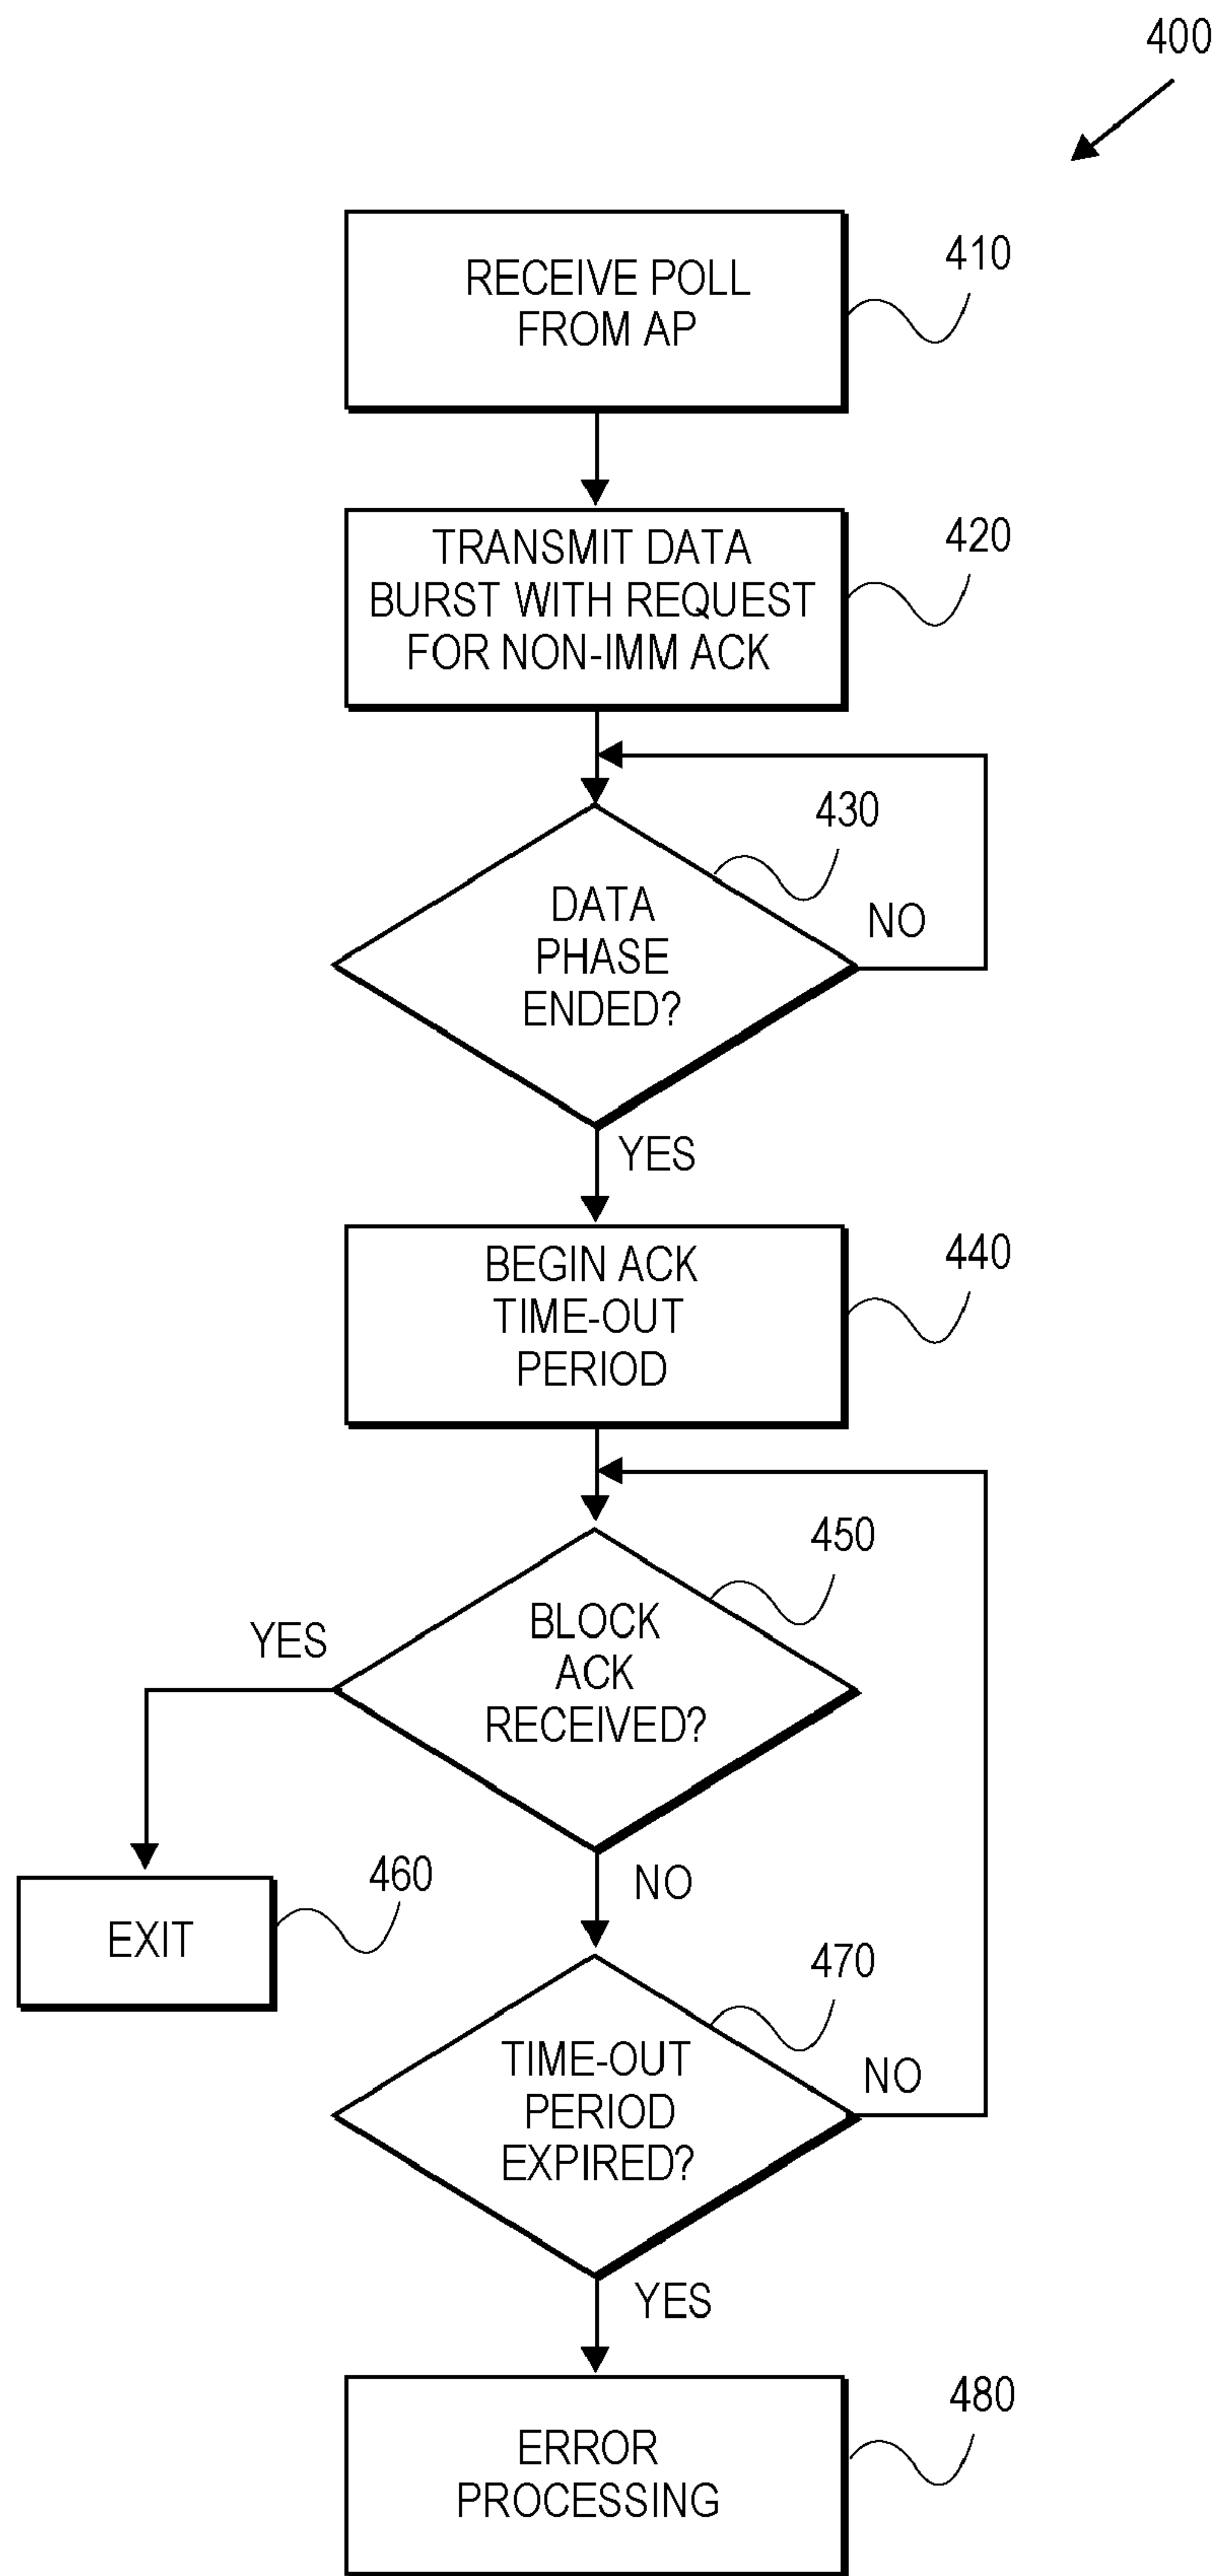 400
RECEIVE POLL
FROM AP
410
TRANSMIT DATA
BURST WITH REQUEST
FOR NON-IMM ACK
420
430
DATA
PHASE
ENDED?
NO
YES
BEGIN ACK
TIME-OUT
PERIOD
440
450
BLOCK
ACK
RECEIVED?
YES
NO
460
EXIT
470
TIME-OUT
PERIOD
EXPIRED?
NO
YES
480
ERROR
PROCESSING